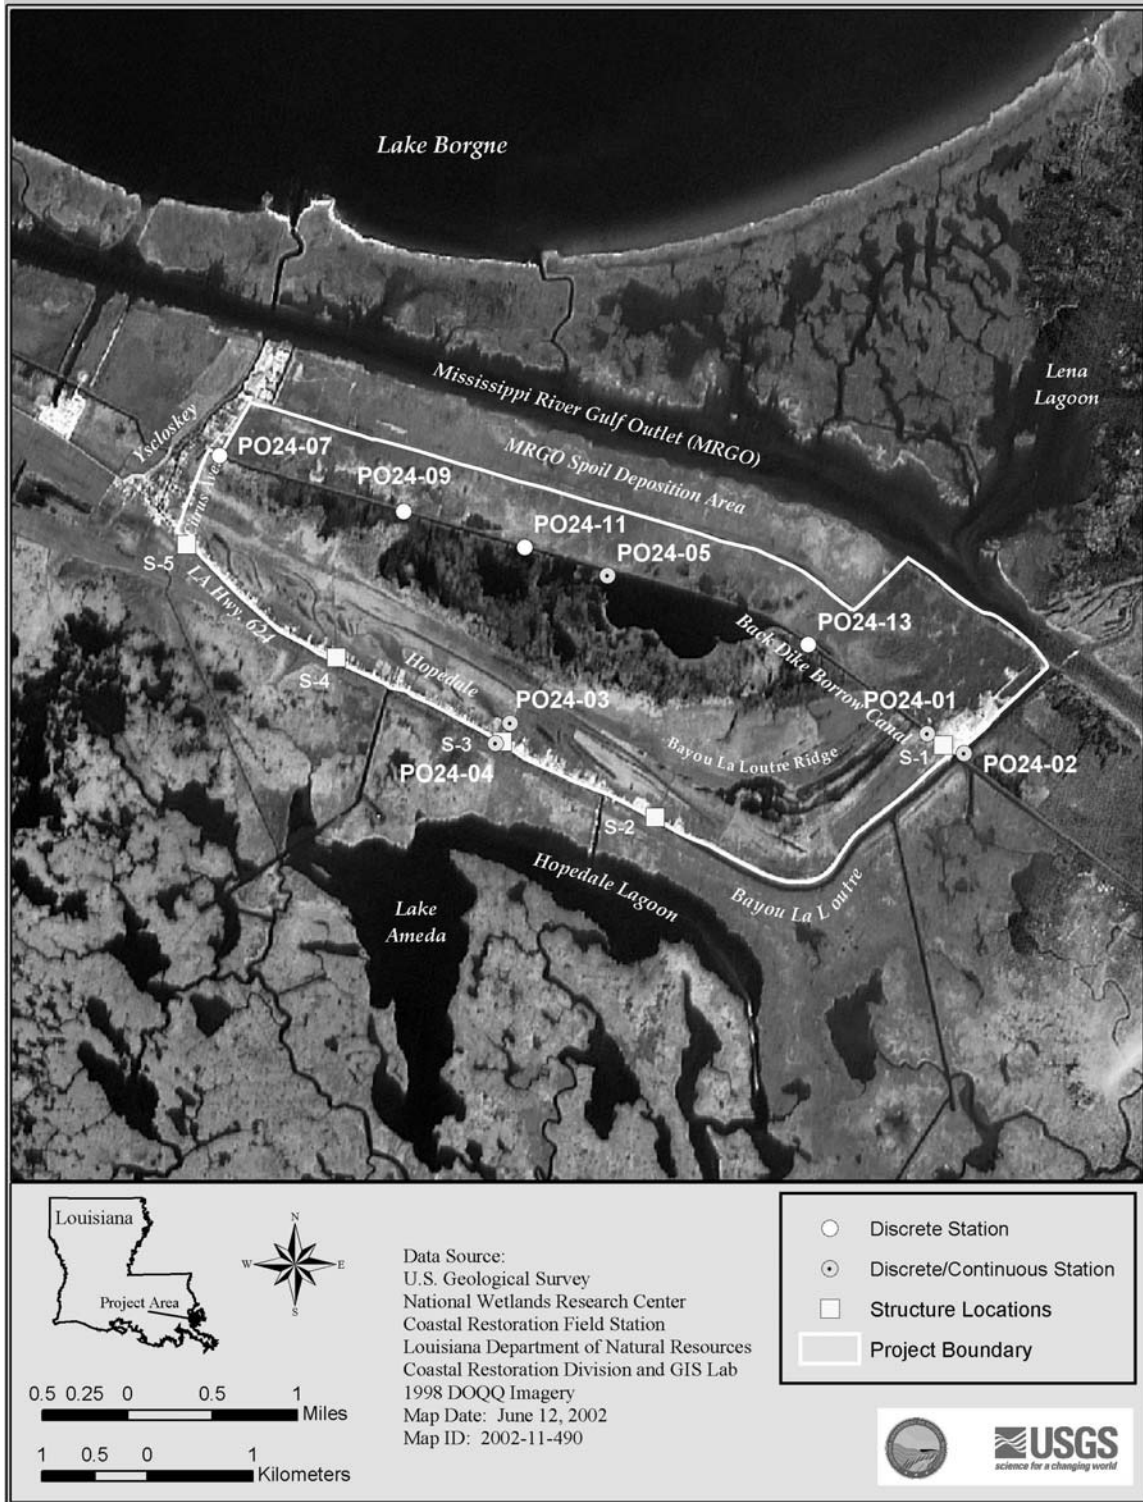 Lake Borgne
Lena
Lagoon
Mississippi River Gulf Outlet (MRGO)
MRGO Spoil Deposition Area
Yscloskey
PO24-07
Citrus Ave.
PO24-09
PO24-11
PO24-05
S-5
LA Hwy. 624
PO24-13
Back Dike Borrow Canal
Hopedale
S-4
PO24-03
PO24-01
S-3
PO24-04
Bayou La Loutre Ridge
S-1
PO24-02
S-2
Hopedale Lagoon
Bayou La Loutre
Lake
Ameda
Louisiana
Project Area
N
W E
S
0.5 0.25 0 0.5 1
Miles
1 0.5 0 1
Kilometers
Data Source:
U.S. Geological Survey
National Wetlands Research Center
Coastal Restoration Field Station
Louisiana Department of Natural Resources
Coastal Restoration Division and GIS Lab
1998 DOQQ Imagery
Map Date: June 12, 2002
Map ID: 2002-11-490
Discrete Station
Discrete/Continuous Station
Structure Locations
Project Boundary
USGS
science for a changing world